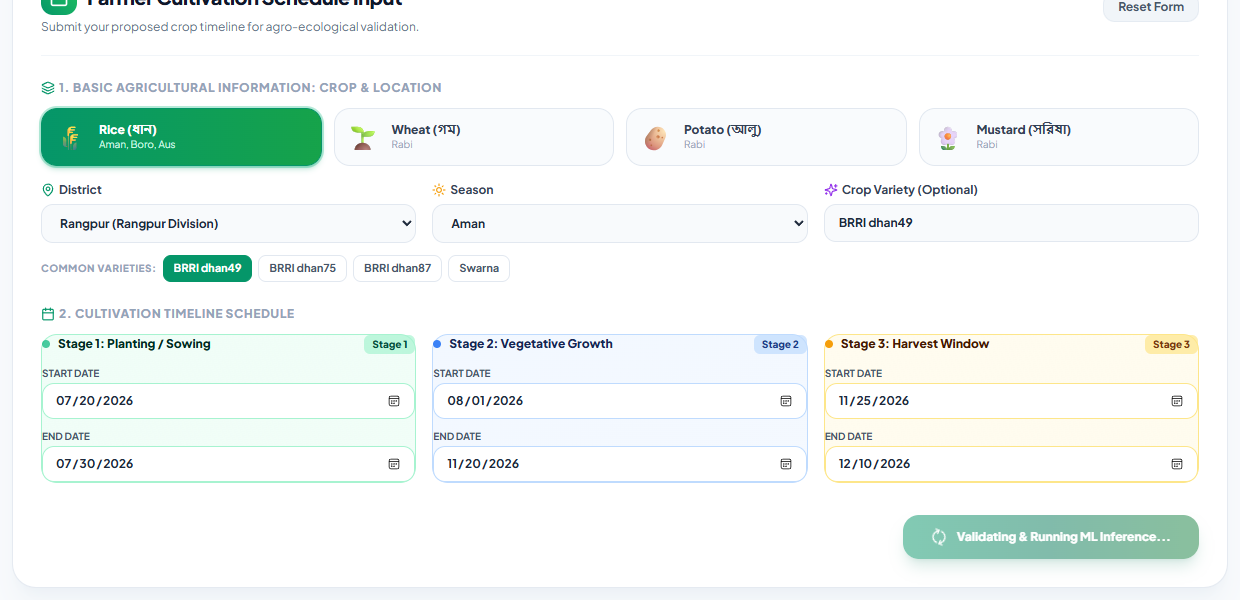 Farmer Cultivation Schedule Input
Submit your proposed crop timeline for agro-ecological validation.
Reset Form
1. BASIC AGRICULTURAL INFORMATION: CROP & LOCATION
Rice (ধান)
Aman, Boro, Aus
Wheat (গম)
Rabi
Potato (আলু)
Rabi
Mustard (সরিষা)
Rabi
District
Rangpur (Rangpur Division)
Season
Aman
Crop Variety (Optional)
BRRI dhan49
COMMON VARIETIES: BRRI dhan49 BRRI dhan75 BRRI dhan87 Swarna
2. CULTIVATION TIMELINE SCHEDULE
Stage 1: Planting / Sowing Stage 1
START DATE
07/20/2026
END DATE
07/30/2026
Stage 2: Vegetative Growth Stage 2
START DATE
08/01/2026
END DATE
11/20/2026
Stage 3: Harvest Window Stage 3
START DATE
11/25/2026
END DATE
12/10/2026
Validating & Running ML Inference...